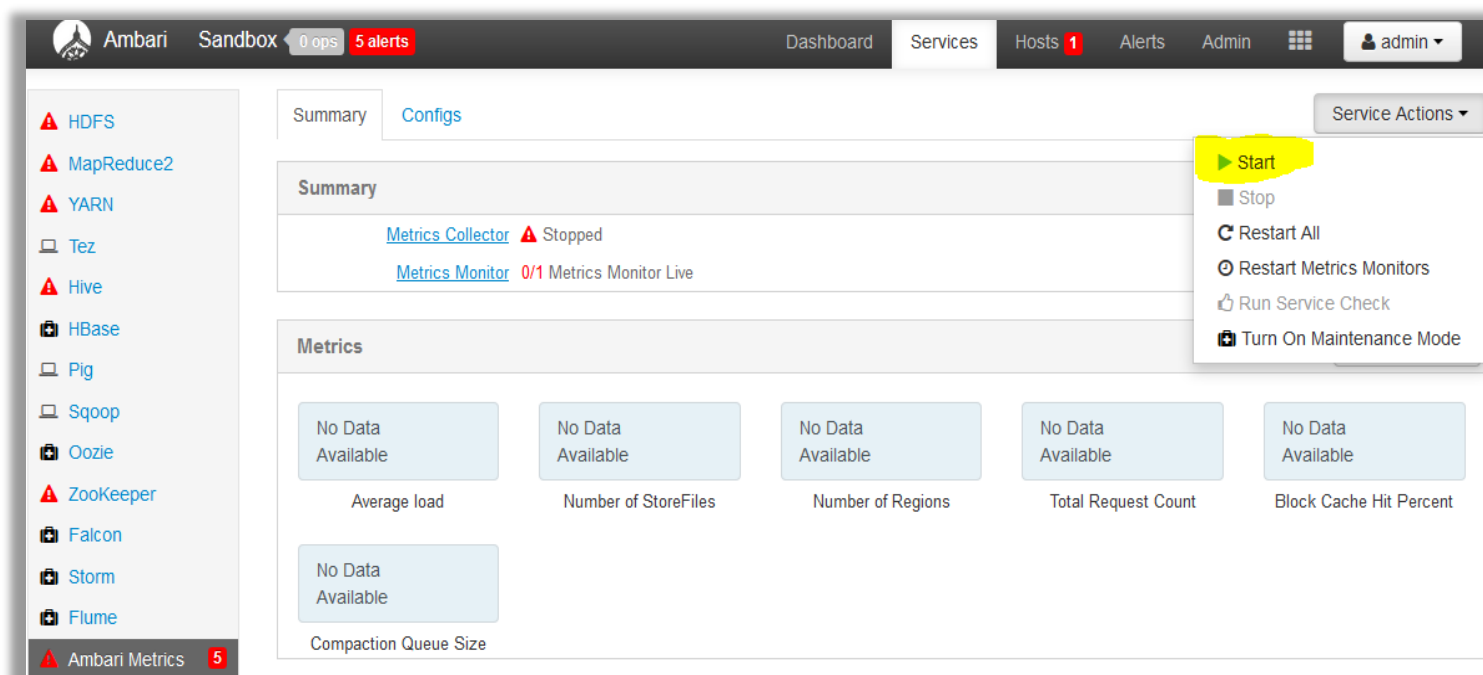 Ambari Sandbox 0 ops 5 alerts Dashboard Services Hosts 1 Alerts Admin admin
HDFS
MapReduce2
YARN
Tez
Hive
HBase
Pig
Sqoop
Oozie
ZooKeeper
Falcon
Storm
Flume
Ambari Metrics 5
Summary Configs
Service Actions
Start
Stop
Restart All
Restart Metrics Monitors
Run Service Check
Turn On Maintenance Mode
Summary
Metrics Collector Stopped
Metrics Monitor 0/1 Metrics Monitor Live
Metrics
No Data
Available
Average load
No Data
Available
Number of StoreFiles
No Data
Available
Number of Regions
No Data
Available
Total Request Count
No Data
Available
Block Cache Hit Percent
No Data
Available
Compaction Queue Size